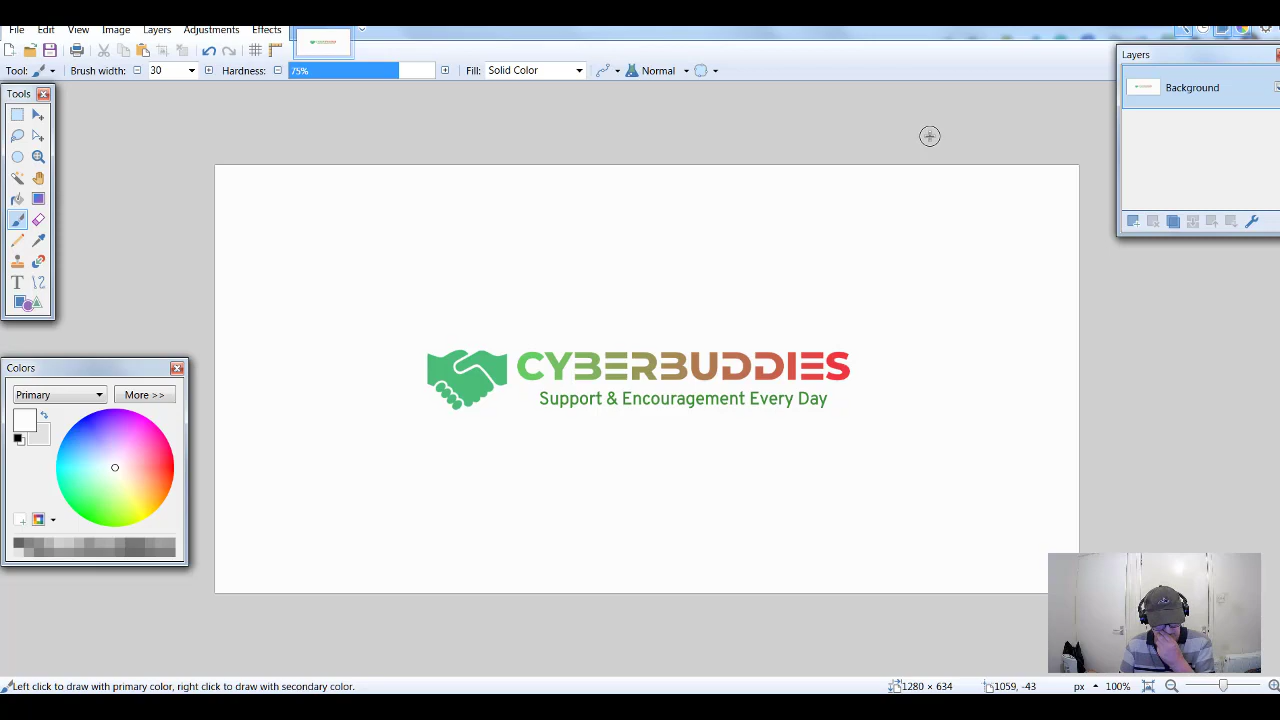 File Edit View Image Layers Adjustments Effects
Tool: Brush width: 30 Hardness: 75% Fill: Solid Color Normal
Tools
Layers
Background
CYBERBUDDIES
Support & Encouragement Every Day
Colors
Primary More >>
Left click to draw with primary color, right click to draw with secondary color.
1280 × 634 1059, -43 px 100%